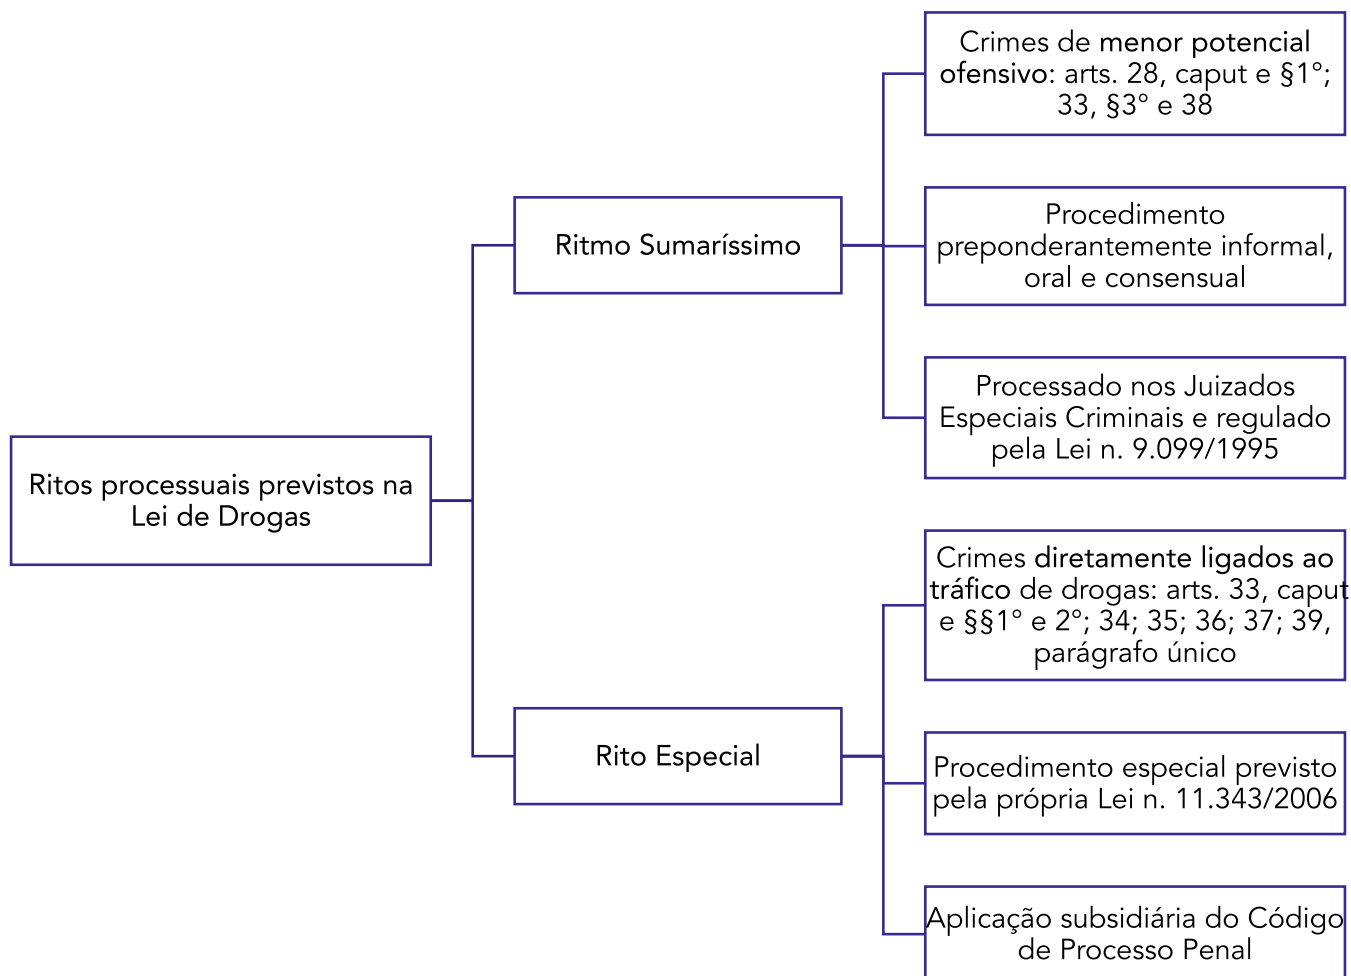 Ritos processuais previstos na
Lei de Drogas
Ritmo Sumaríssimo
Crimes de menor potencial
ofensivo: arts. 28, caput e §1°;
33, §3° e 38
Procedimento
preponderantemente informal,
oral e consensual
Processado nos Juizados
Especiais Criminais e regulado
pela Lei n. 9.099/1995
Rito Especial
Crimes diretamente ligados ao
tráfico de drogas: arts. 33, caput
e §§1° e 2°; 34; 35; 36; 37; 39,
parágrafo único
Procedimento especial previsto
pela própria Lei n. 11.343/2006
Aplicação subsidiária do Código
de Processo Penal